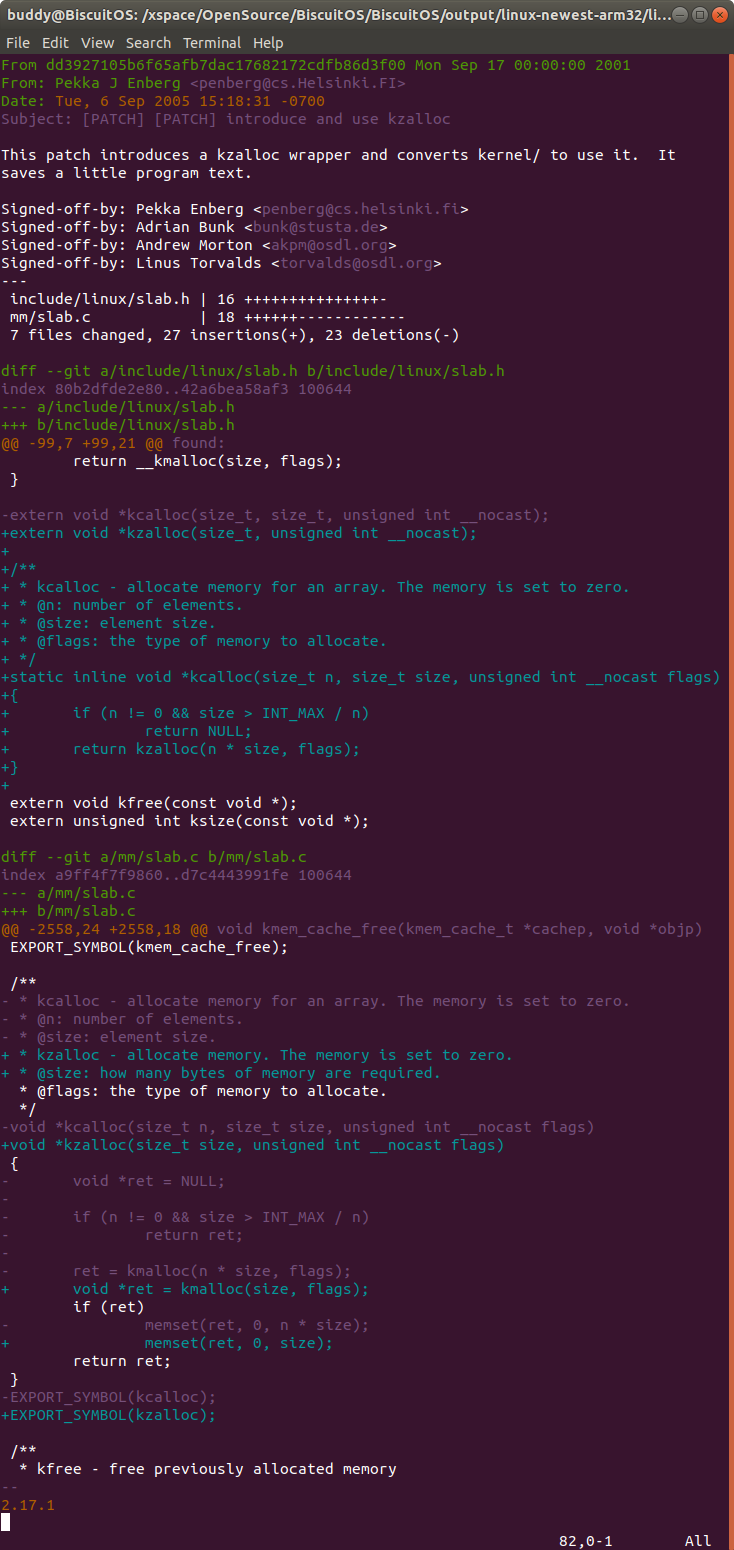 buddy@BiscuitOS: /xspace/OpenSource/BiscuitOS/BiscuitOS/output/linux-newest-arm32/li...
File Edit View Search Terminal Help
From dd3927105b6f65afb7dac17682172cdfb86d3f00 Mon Sep 17 00:00:00 2001
From: Pekka J Enberg <penberg@cs.Helsinki.FI>
Date: Tue, 6 Sep 2005 15:18:31 -0700
Subject: [PATCH] [PATCH] introduce and use kzalloc

This patch introduces a kzalloc wrapper and converts kernel/ to use it.  It
saves a little program text.

Signed-off-by: Pekka Enberg <penberg@cs.helsinki.fi>
Signed-off-by: Adrian Bunk <bunk@stusta.de>
Signed-off-by: Andrew Morton <akpm@osdl.org>
Signed-off-by: Linus Torvalds <torvalds@osdl.org>
---
 include/linux/slab.h | 16 +++++++++++++++-
 mm/slab.c            | 18 ++++++------------
 7 files changed, 27 insertions(+), 23 deletions(-)

diff --git a/include/linux/slab.h b/include/linux/slab.h
index 80b2dfde2e80..42a6bea58af3 100644
--- a/include/linux/slab.h
+++ b/include/linux/slab.h
@@ -99,7 +99,21 @@ found:
        return __kmalloc(size, flags);
 }

-extern void *kcalloc(size_t, size_t, unsigned int __nocast);
+extern void *kzalloc(size_t, unsigned int __nocast);
+
+/**
+ * kcalloc - allocate memory for an array. The memory is set to zero.
+ * @n: number of elements.
+ * @size: element size.
+ * @flags: the type of memory to allocate.
+ */
+static inline void *kcalloc(size_t n, size_t size, unsigned int __nocast flags)
+{
+       if (n != 0 && size > INT_MAX / n)
+               return NULL;
+       return kzalloc(n * size, flags);
+}
+
 extern void kfree(const void *);
 extern unsigned int ksize(const void *);

diff --git a/mm/slab.c b/mm/slab.c
index a9ff4f7f9860..d7c4443991fe 100644
--- a/mm/slab.c
+++ b/mm/slab.c
@@ -2558,24 +2558,18 @@ void kmem_cache_free(kmem_cache_t *cachep, void *objp)
 EXPORT_SYMBOL(kmem_cache_free);

 /**
- * kcalloc - allocate memory for an array. The memory is set to zero.
- * @n: number of elements.
- * @size: element size.
+ * kzalloc - allocate memory. The memory is set to zero.
+ * @size: how many bytes of memory are required.
  * @flags: the type of memory to allocate.
  */
-void *kcalloc(size_t n, size_t size, unsigned int __nocast flags)
+void *kzalloc(size_t size, unsigned int __nocast flags)
 {
-       void *ret = NULL;
-
-       if (n != 0 && size > INT_MAX / n)
-               return ret;
-
-       ret = kmalloc(n * size, flags);
+       void *ret = kmalloc(size, flags);
        if (ret)
-               memset(ret, 0, n * size);
+               memset(ret, 0, size);
        return ret;
 }
-EXPORT_SYMBOL(kcalloc);
+EXPORT_SYMBOL(kzalloc);

 /**
  * kfree - free previously allocated memory
--
2.17.1
82,0-1 All